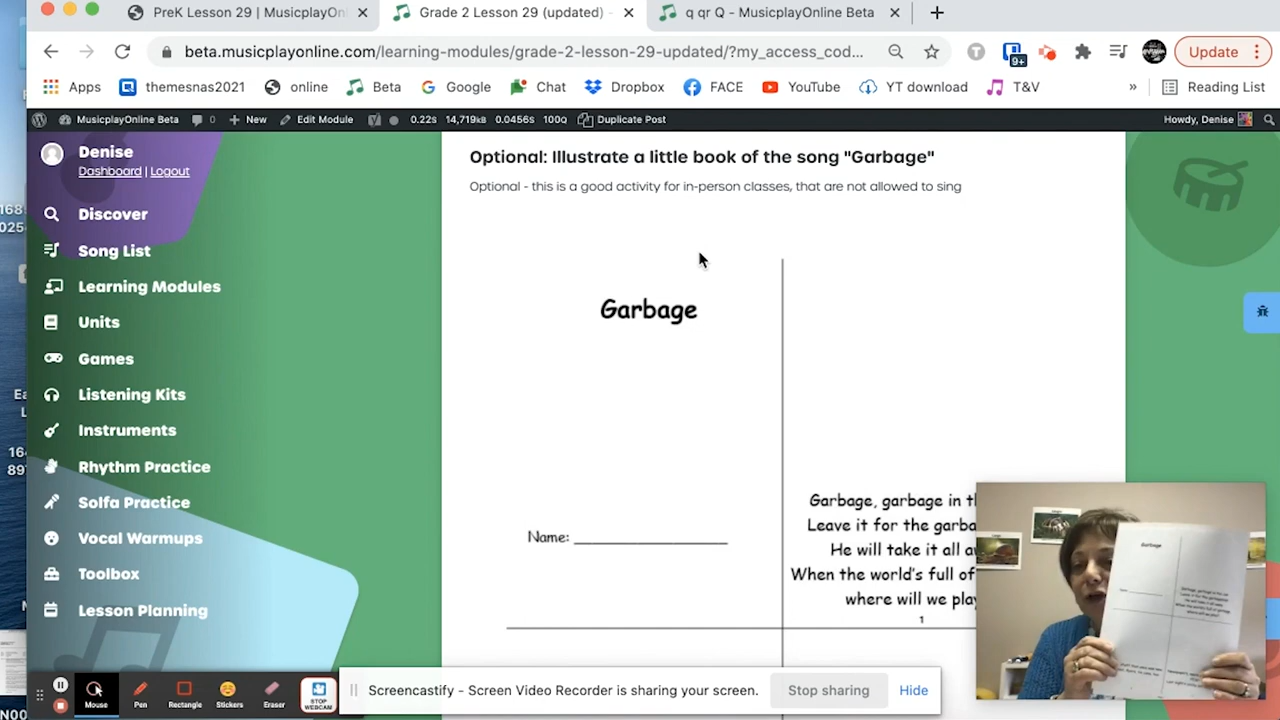 PreK Lesson 29 | MusicplayOnl
Grade 2 Lesson 29 (updated) -
q qr Q - MusicplayOnline Beta
beta.musicplayonline.com/learning-modules/grade-2-lesson-29-updated/?my_access_cod...
9+
Update
Apps
themesnas2021
online
Beta
Google
Chat
Dropbox
FACE
YouTube
YT download
T&V
»
Reading List
MusicplayOnline Beta
0
New
Edit Module
0.22s
14,719kB
0.0456s
100Q
Duplicate Post
Howdy, Denise
Denise
Dashboard | Logout
Discover
Song List
Learning Modules
Units
Games
Listening Kits
Instruments
Rhythm Practice
Solfa Practice
Vocal Warmups
Toolbox
Lesson Planning
Optional: Illustrate a little book of the song "Garbage"
Optional - this is a good activity for in-person classes, that are not allowed to sing
Garbage
Name:
Garbage, garbage in th
Leave it for the garba
He will take it all aw
When the world's full of
where will we play
1
Garbage
Mouse
Pen
Rectangle
Stickers
Eraser
STOP WEBCAM
Screencastify - Screen Video Recorder is sharing your screen.
Stop sharing
Hide